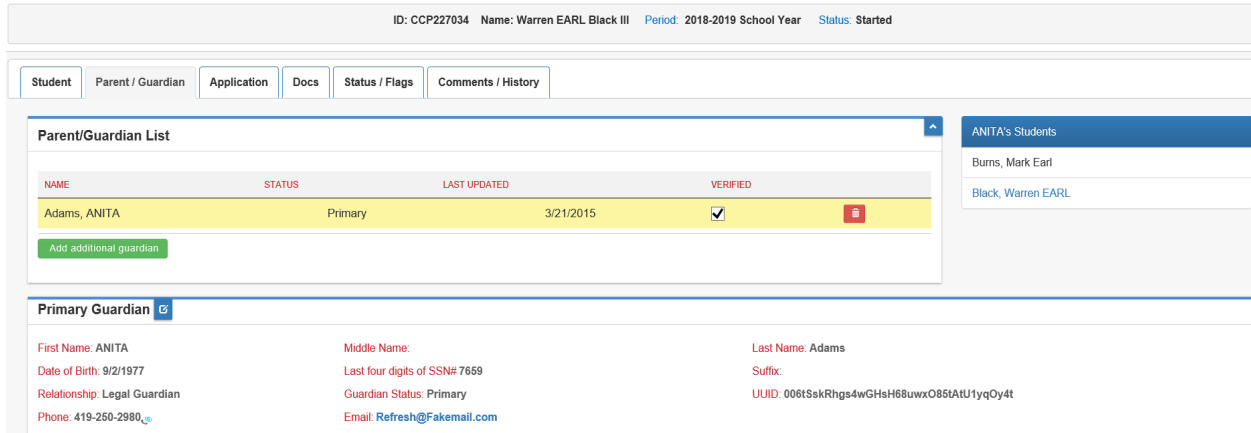 ID: CCP227034 Name: Warren EARL Black III Period: 2018-2019 School Year Status: Started
Student Parent / Guardian Application Docs Status / Flags Comments / History
Parent/Guardian List
NAME STATUS LAST UPDATED VERIFIED
Adams, ANITA Primary 3/21/2015
Add additional guardian
ANITA's Students
Burns, Mark Earl
Black, Warren EARL
Primary Guardian
First Name: ANITA Middle Name: Last Name: Adams
Date of Birth: 9/2/1977 Last four digits of SSN# 7659 Suffix:
Relationship: Legal Guardian Guardian Status: Primary UUID: 006tSskRhgs4wGHsH68uwxO85tAtU1yqOy4t
Phone: 419-250-2980 Email: Refresh@Fakemail.com